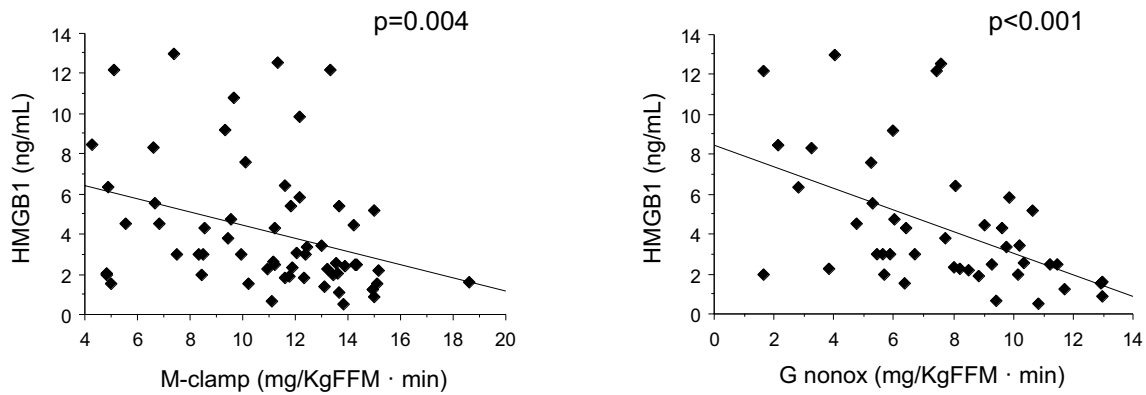 p=0.004
14
12
10
8
6
4
2
0
HMGB1 (ng/mL)
4 6 8 10 12 14 16 18 20
M-clamp (mg/KgFFM · min)
p<0.001
14
12
10
8
6
4
2
0
HMGB1 (ng/mL)
0 2 4 6 8 10 12 14
G nonox (mg/KgFFM · min)